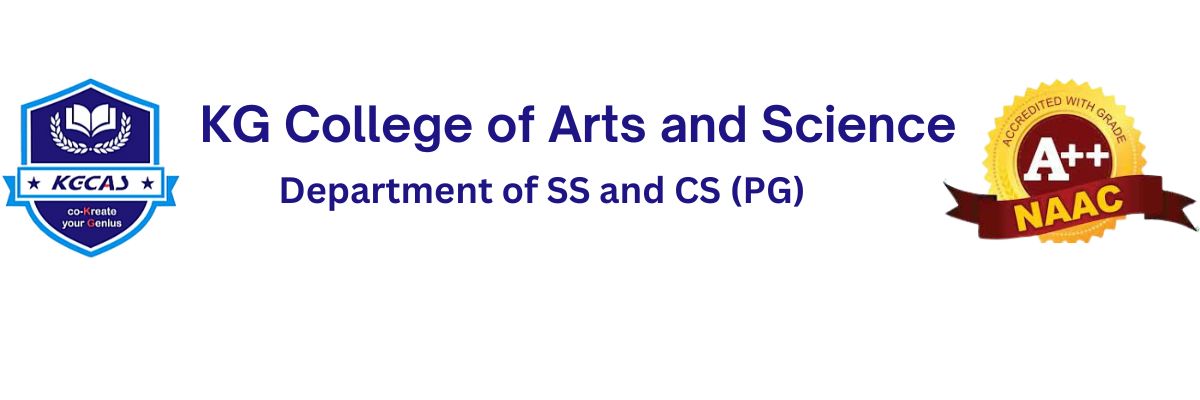 KG College of Arts and Science
Department of SS and CS (PG)
KGCAS
co-Kreate
your Genius
ACCREDITED WITH GRADE
A++
NAAC